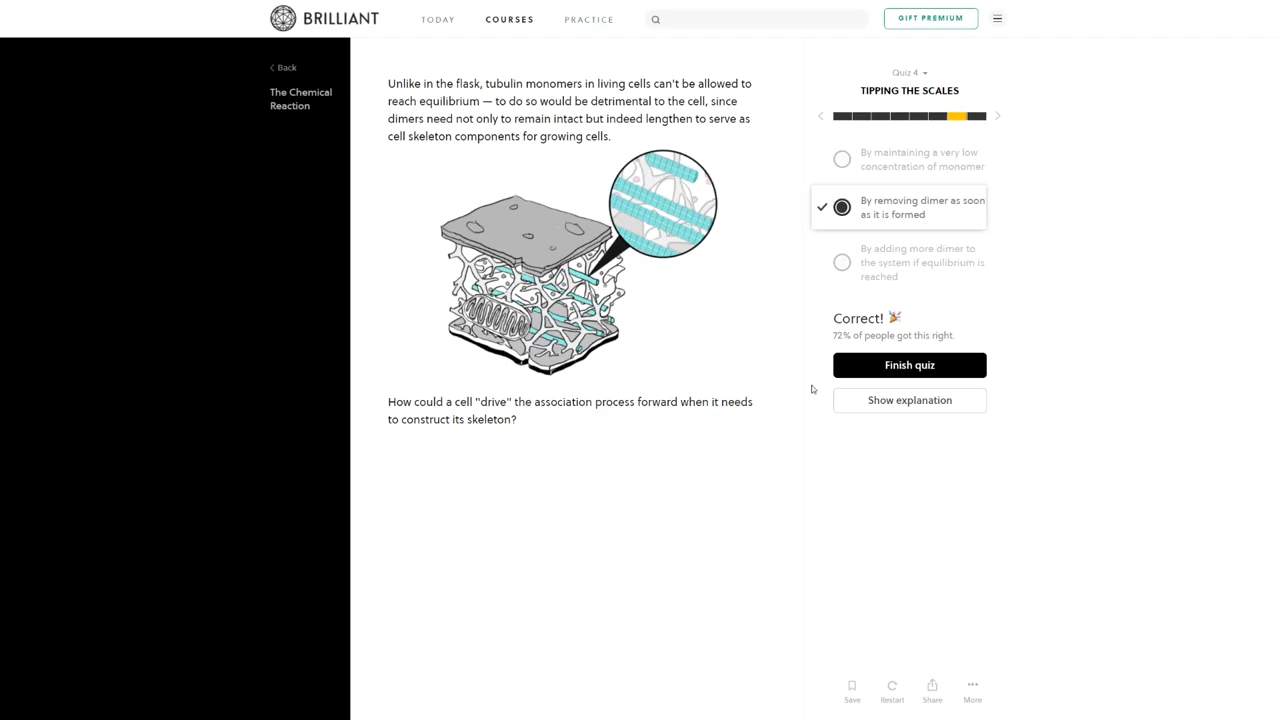 BRILLIANT
TODAY
COURSES
PRACTICE
GIFT PREMIUM
Back
The Chemical
Reaction
Unlike in the flask, tubulin monomers in living cells can't be allowed to
reach equilibrium — to do so would be detrimental to the cell, since
dimers need not only to remain intact but indeed lengthen to serve as
cell skeleton components for growing cells.
How could a cell "drive" the association process forward when it needs
to construct its skeleton?
Quiz 4
TIPPING THE SCALES
By maintaining a very low
concentration of monomer
By removing dimer as soon
as it is formed
By adding more dimer to
the system if equilibrium is
reached
Correct! 🎉
72% of people got this right.
Finish quiz
Show explanation
Save
Restart
Share
More